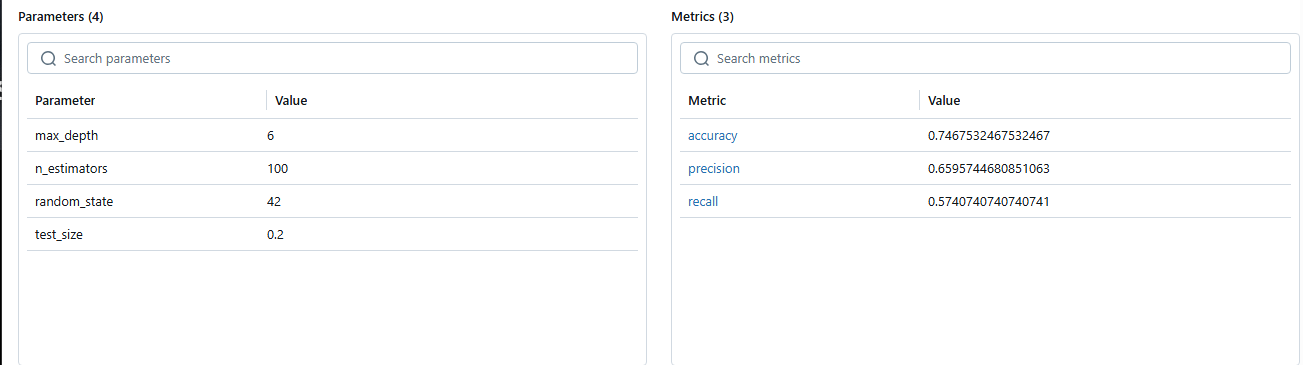 Parameters (4)
Search parameters
Parameter Value
max_depth 6
n_estimators 100
random_state 42
test_size 0.2
Metrics (3)
Search metrics
Metric Value
accuracy 0.7467532467532467
precision 0.6595744680851063
recall 0.5740740740740741